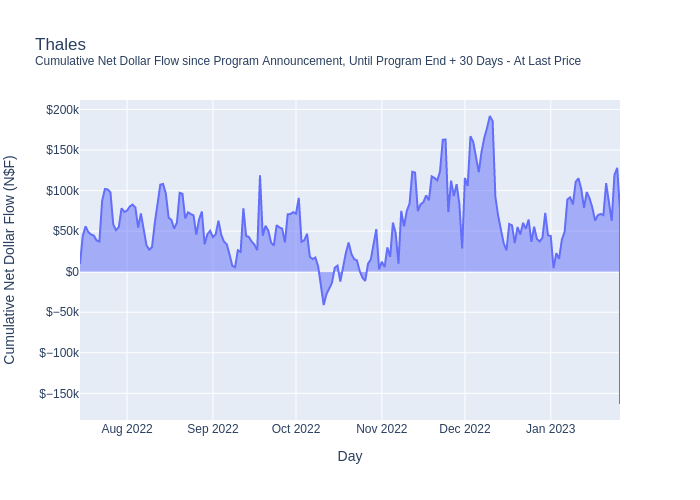 Thales
Cumulative Net Dollar Flow since Program Announcement, Until Program End + 30 Days - At Last Price
Cumulative Net Dollar Flow (N$F)
$200k
$150k
$100k
$50k
$0
$−50k
$−100k
$−150k
Aug 2022
Sep 2022
Oct 2022
Nov 2022
Dec 2022
Jan 2023
Day